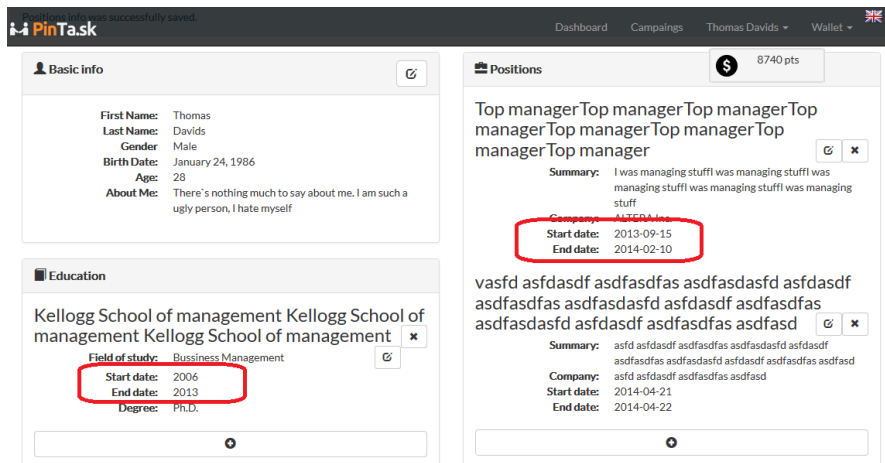 Positions info was successfully saved.
PinTa.sk
Dashboard
Campaings
Thomas Davids
Wallet
8740 pts
Basic info
First Name: Thomas
Last Name: Davids
Gender Male
Birth Date: January 24, 1986
Age: 28
About Me: There`s nothing much to say about me. I am such a
ugly person, I hate myself
Education
Kellogg School of management Kellogg School of
management Kellogg School of management
Field of study: Bussiness Management
Start date: 2006
End date: 2013
Degree: Ph.D.
Positions
Top managerTop managerTop managerTop
managerTop managerTop managerTop
managerTop manager
Summary: I was managing stuffI was managing stuffI was
managing stuffI was managing stuffI was managing
stuff
Company: ALTERA Inc.
Start date: 2013-09-15
End date: 2014-02-10
vasfd asfdasdf asdfasdfas asdfasdasfd asfdasdf
asdfasdfas asdfasdasfd asfdasdf asdfasdfas
asdfasdasfd asfdasdf asdfasdfas asdfasd
Summary: asfd asfdasdf asdfasdfas asdfasdasfd asfdasdf
asdfasdfas asdfasdasfd asfdasdf asdfasdfas asdfasd
Company: asfd asfdasdf asdfasdfas asdfasd
Start date: 2014-04-21
End date: 2014-04-22